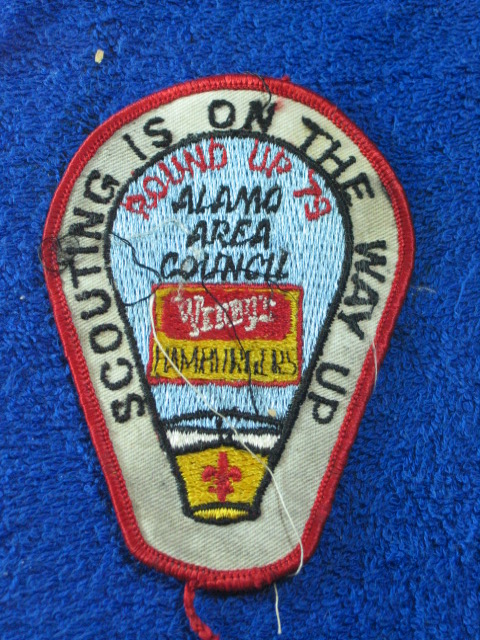 SCOUTING IS ON THE WAY UP
ROUND UP '79
ALAMO
AREA
COUNCIL
WENDY'S
HAMBURGERS